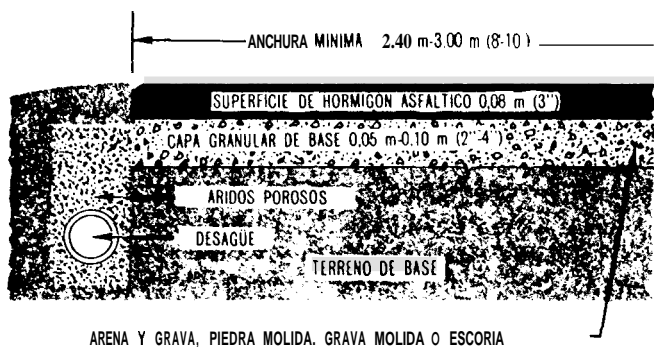 ANCHURA MINIMA 2.40 m-3.00 m (8'-10)
SUPERFICIE DE HORMIGON ASFALTICO 0,08 m (3'')
CAPA GRANULAR DE BASE 0,05 m-0.10 m (2''-4'')
ARIDOS POROSOS
DESAGÜE
TERRENO DE BASE
ARENA Y GRAVA, PIEDRA MOLIDA. GRAVA MOLIDA O ESCORIA